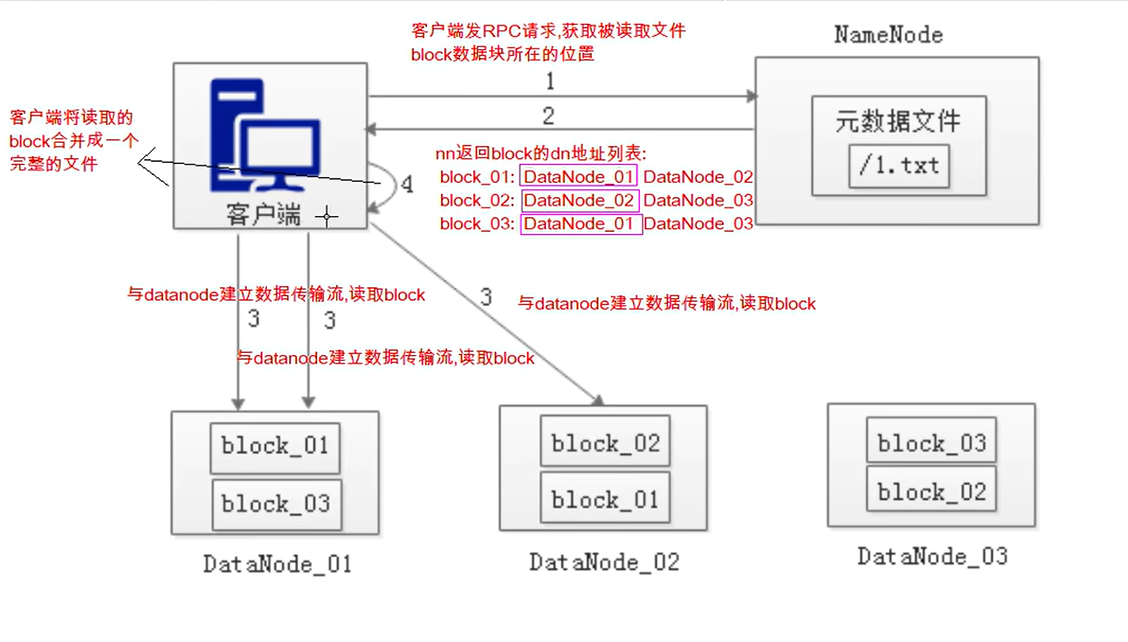 客户端发RPC请求,获取被读取文件
block数据块所在的位置
NameNode
1
2
元数据文件
/1.txt
客户端将读取的
block合并成一个
完整的文件
nn返回block的dn地址列表:
block_01: DataNode_01 DataNode_02
block_02: DataNode_02 DataNode_03
block_03: DataNode_01 DataNode_03
4
客户端
与datanode建立数据传输流,读取block
3
3
与datanode建立数据传输流,读取block
3
与datanode建立数据传输流,读取block
block_01
block_03
DataNode_01
block_02
block_01
DataNode_02
block_03
block_02
DataNode_03